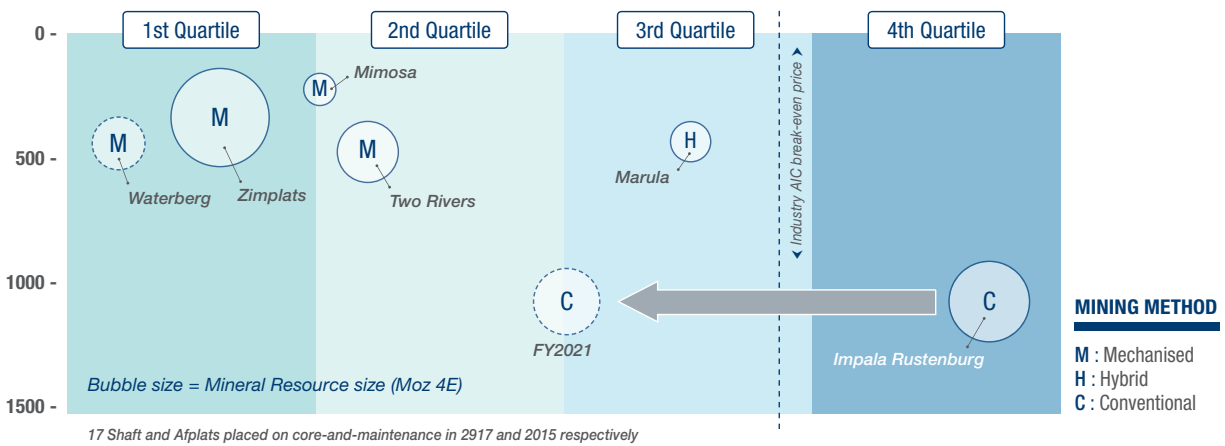 1st Quartile
2nd Quartile
3rd Quartile
4th Quartile
0 -
500 -
1000 -
1500 -
M
Waterberg
M
Zimplats
M
Mimosa
M
Two Rivers
H
Marula
Industry AIC break-even price
C
FY2021
C
Impala Rustenburg
Bubble size = Mineral Resource size (Moz 4E)
MINING METHOD
M : Mechanised
H : Hybrid
C : Conventional
17 Shaft and Afplats placed on core-and-maintenance in 2917 and 2015 respectively